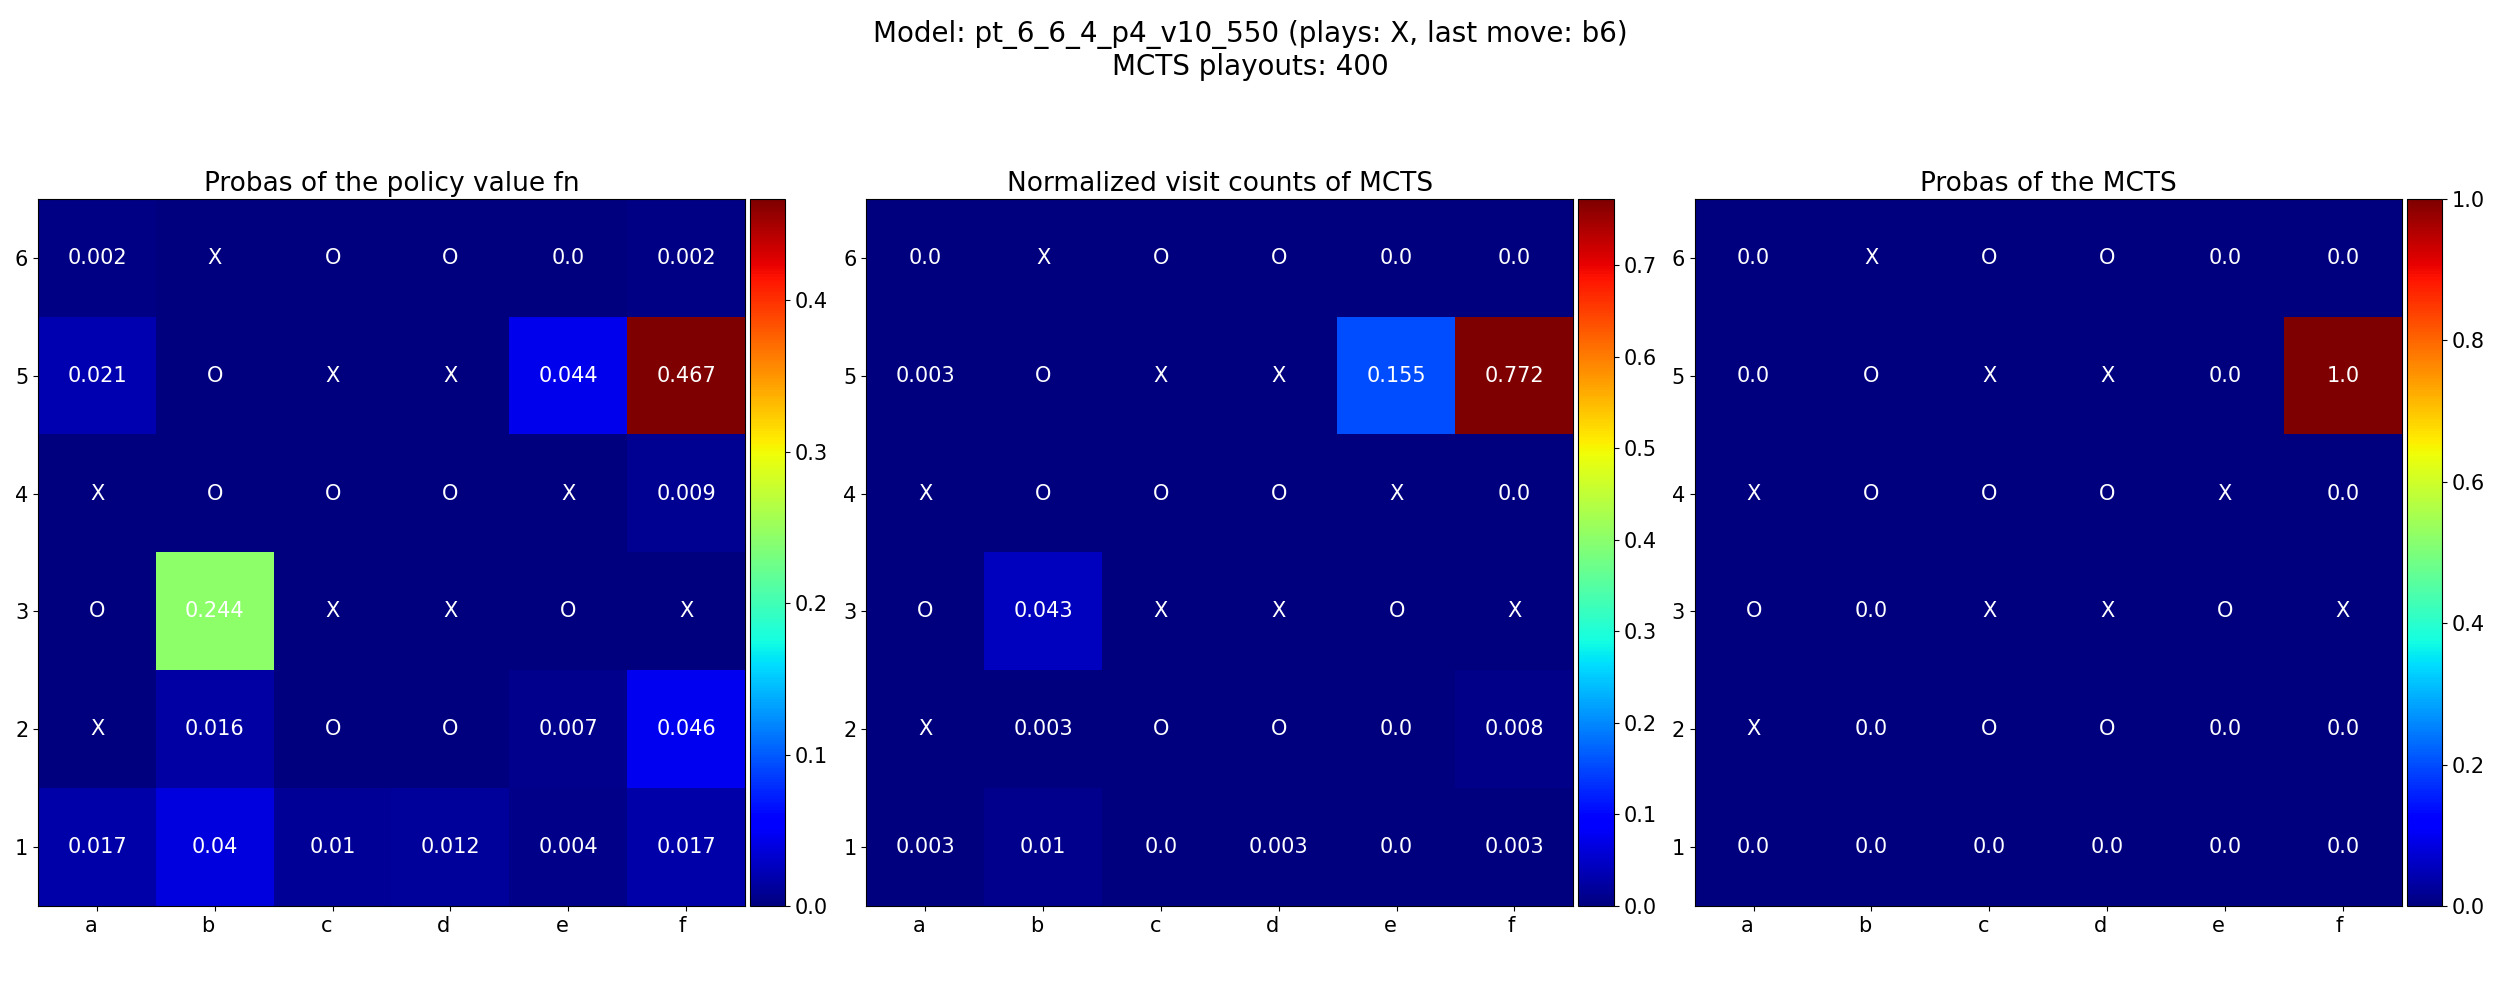 Model: pt_6_6_4_p4_v10_550 (plays: X, last move: b6)
MCTS playouts: 400
Probas of the policy value fn
6 0.002 X O O 0.0 0.002
5 0.021 O X X 0.044 0.467
4 X O O O X 0.009
3 O 0.244 X X O X
2 X 0.016 O O 0.007 0.046
1 0.017 0.04 0.01 0.012 0.004 0.017
a b c d e f
0.4
0.3
0.2
0.1
0.0
Normalized visit counts of MCTS
6 0.0 X O O 0.0 0.0
5 0.003 O X X 0.155 0.772
4 X O O O X 0.0
3 O 0.043 X X O X
2 X 0.003 O O 0.0 0.008
1 0.003 0.01 0.0 0.003 0.0 0.003
a b c d e f
0.7
0.6
0.5
0.4
0.3
0.2
0.1
0.0
Probas of the MCTS
6 0.0 X O O 0.0 0.0
5 0.0 O X X 0.0 1.0
4 X O O O X 0.0
3 O 0.0 X X O X
2 X 0.0 O O 0.0 0.0
1 0.0 0.0 0.0 0.0 0.0 0.0
a b c d e f
1.0
0.8
0.6
0.4
0.2
0.0